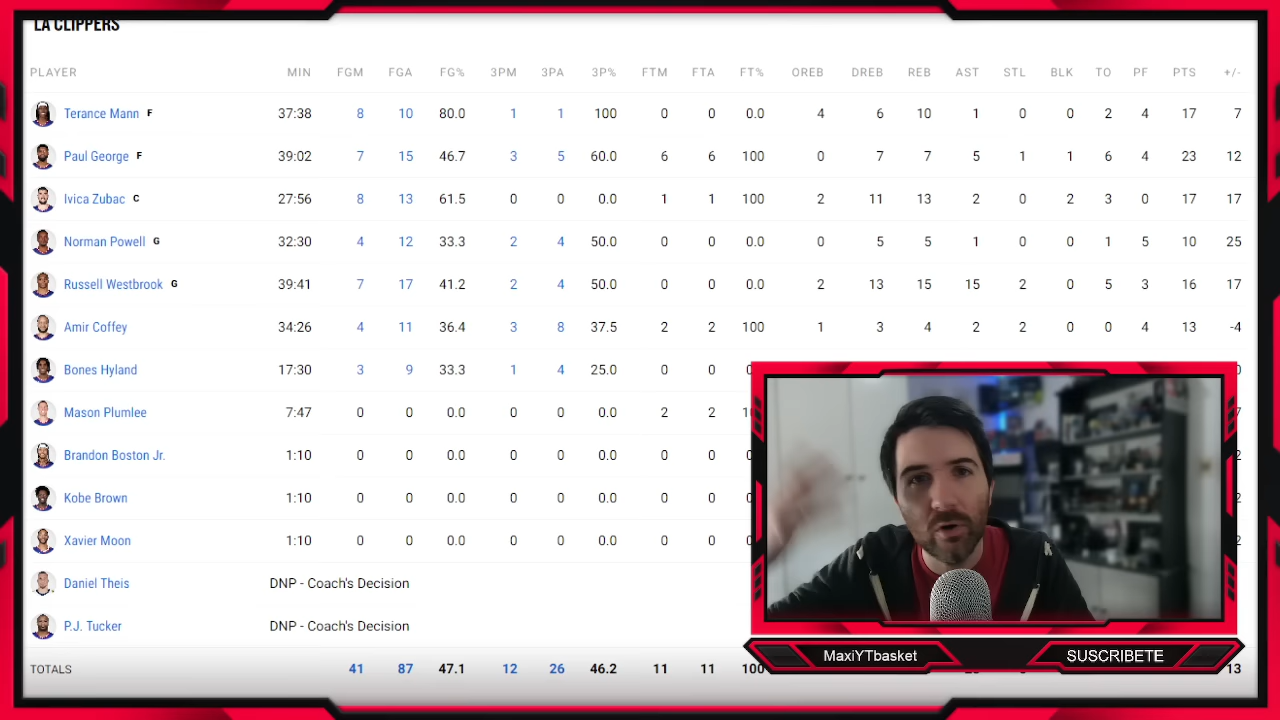 LA CLIPPERS
PLAYER MIN FGM FGA FG% 3PM 3PA 3P% FTM FTA FT% OREB DREB REB AST STL BLK TO PF PTS +/-
Terance Mann F 37:38 8 10 80.0 1 1 100 0 0 0.0 4 6 10 1 0 0 2 4 17 7
Paul George F 39:02 7 15 46.7 3 5 60.0 6 6 100 0 7 7 5 1 1 6 4 23 12
Ivica Zubac C 27:56 8 13 61.5 0 0 0.0 1 1 100 2 11 13 2 0 2 3 0 17 17
Norman Powell G 32:30 4 12 33.3 2 4 50.0 0 0 0.0 0 5 5 1 0 0 1 5 10 25
Russell Westbrook G 39:41 7 17 41.2 2 4 50.0 0 0 0.0 2 13 15 15 2 0 5 3 16 17
Amir Coffey 34:26 4 11 36.4 3 8 37.5 2 2 100 1 3 4 2 2 0 0 4 13 -4
Bones Hyland 17:30 3 9 33.3 1 4 25.0 0 0
Mason Plumlee 7:47 0 0 0.0 0 0 0.0 2 2
Brandon Boston Jr. 1:10 0 0 0.0 0 0 0.0 0 0
Kobe Brown 1:10 0 0 0.0 0 0 0.0 0 0
Xavier Moon 1:10 0 0 0.0 0 0 0.0 0 0
Daniel Theis DNP - Coach's Decision
P.J. Tucker DNP - Coach's Decision
TOTALS 41 87 47.1 12 26 46.2 11 11 100 13
MaxiYTbasket
SUSCRIBETE